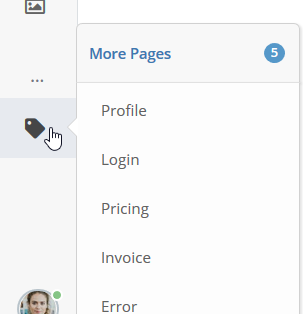 More Pages
5
...
Profile
Login
Pricing
Invoice
Error